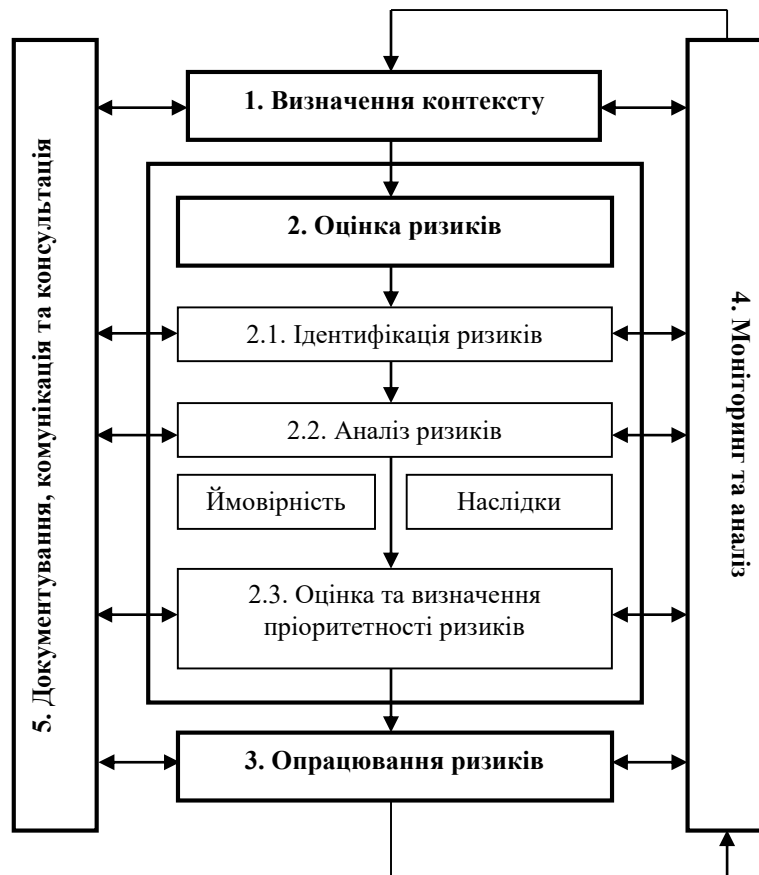 1. Визначення контексту
2. Оцінка ризиків
2.1. Ідентифікація ризиків
2.2. Аналіз ризиків
Ймовірність
Наслідки
2.3. Оцінка та визначення
пріоритетності ризиків
3. Опрацювання ризиків
5. Документування, комунікація та консультація
4. Моніторинг та аналіз